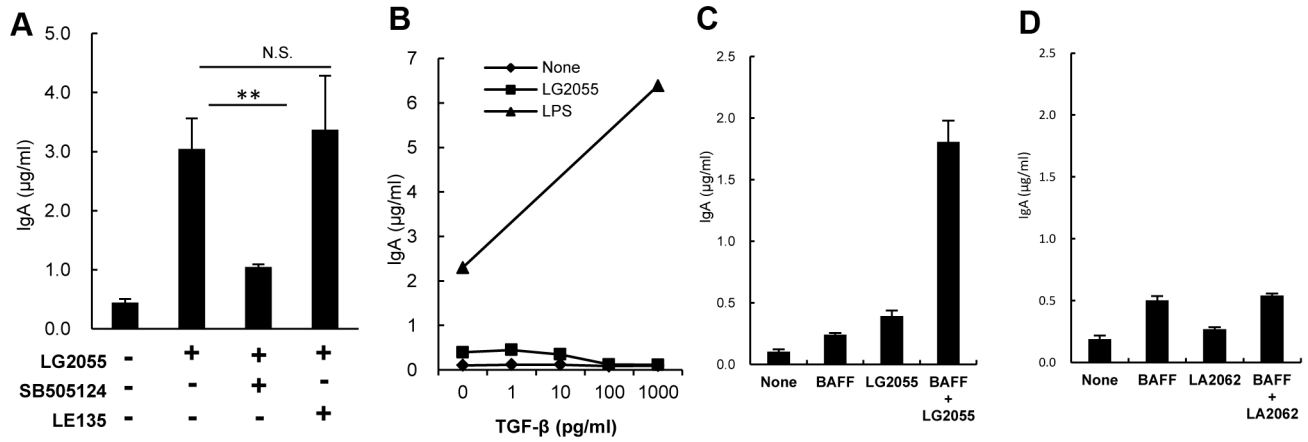 A
IgA (µg/ml)
5.0
4.0
3.0
2.0
1.0
0.0
N.S.
**
LG2055 - + + +
SB505124 - - + -
LE135 - - - +
B
IgA (µg/ml)
7
6
5
4
3
2
1
0
None
LG2055
LPS
0 1 10 100 1000
TGF-β (pg/ml)
C
IgA (µg/ml)
2.5
2.0
1.5
1.0
0.5
0.0
None BAFF LG2055 BAFF
+
LG2055
D
IgA (µg/ml)
2.5
2.0
1.5
1.0
0.5
0.0
None BAFF LA2062 BAFF
+
LA2062